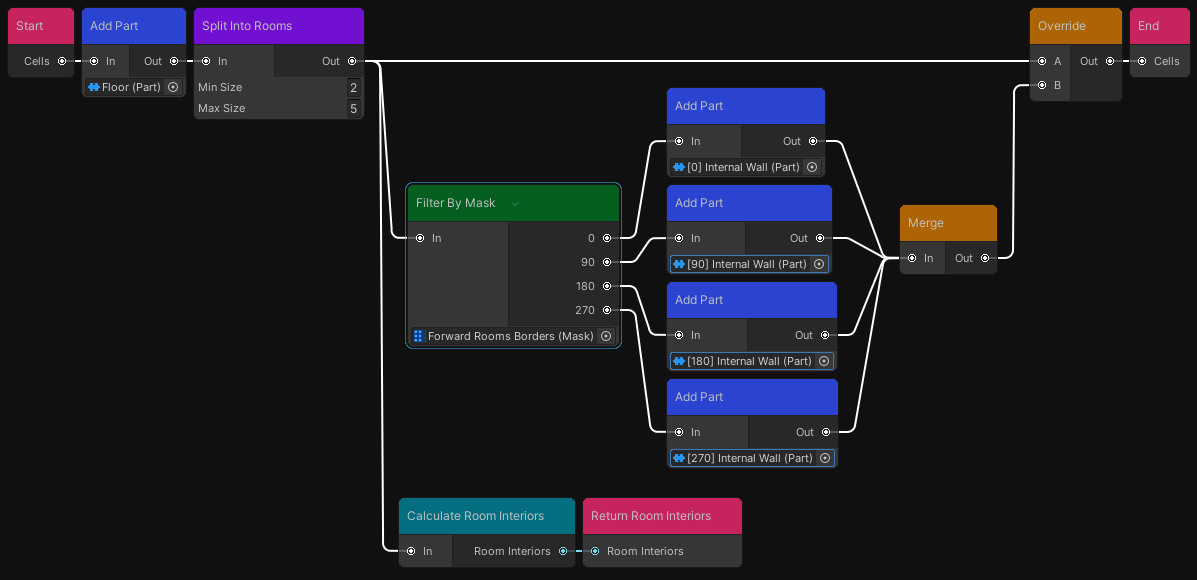 Start
Cells
Add Part
In Out
Floor (Part)
Split Into Rooms
In Out
Min Size 2
Max Size 5
Override
A Out
B
End
Cells
Filter By Mask
In 0
90
180
270
Forward Rooms Borders (Mask)
Add Part
In Out
[0] Internal Wall (Part)
Add Part
In Out
[90] Internal Wall (Part)
Add Part
In Out
[180] Internal Wall (Part)
Add Part
In Out
[270] Internal Wall (Part)
Merge
In Out
Calculate Room Interiors
In Room Interiors
Return Room Interiors
Room Interiors